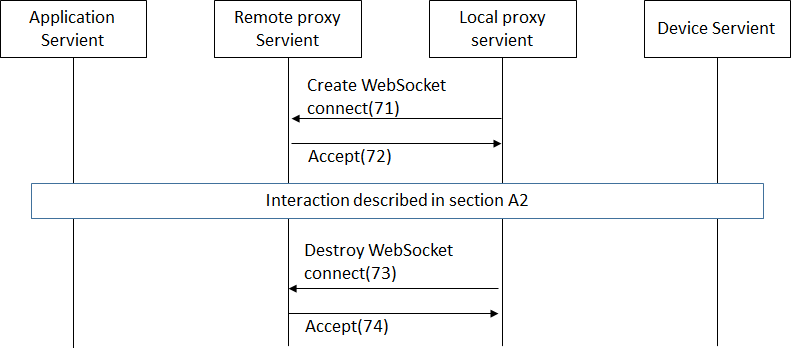 Application
Servient
Remote proxy
Servient
Local proxy
servient
Device Servient
Create WebSocket
connect(71)
Accept(72)
Interaction described in section A2
Destroy WebSocket
connect(73)
Accept(74)